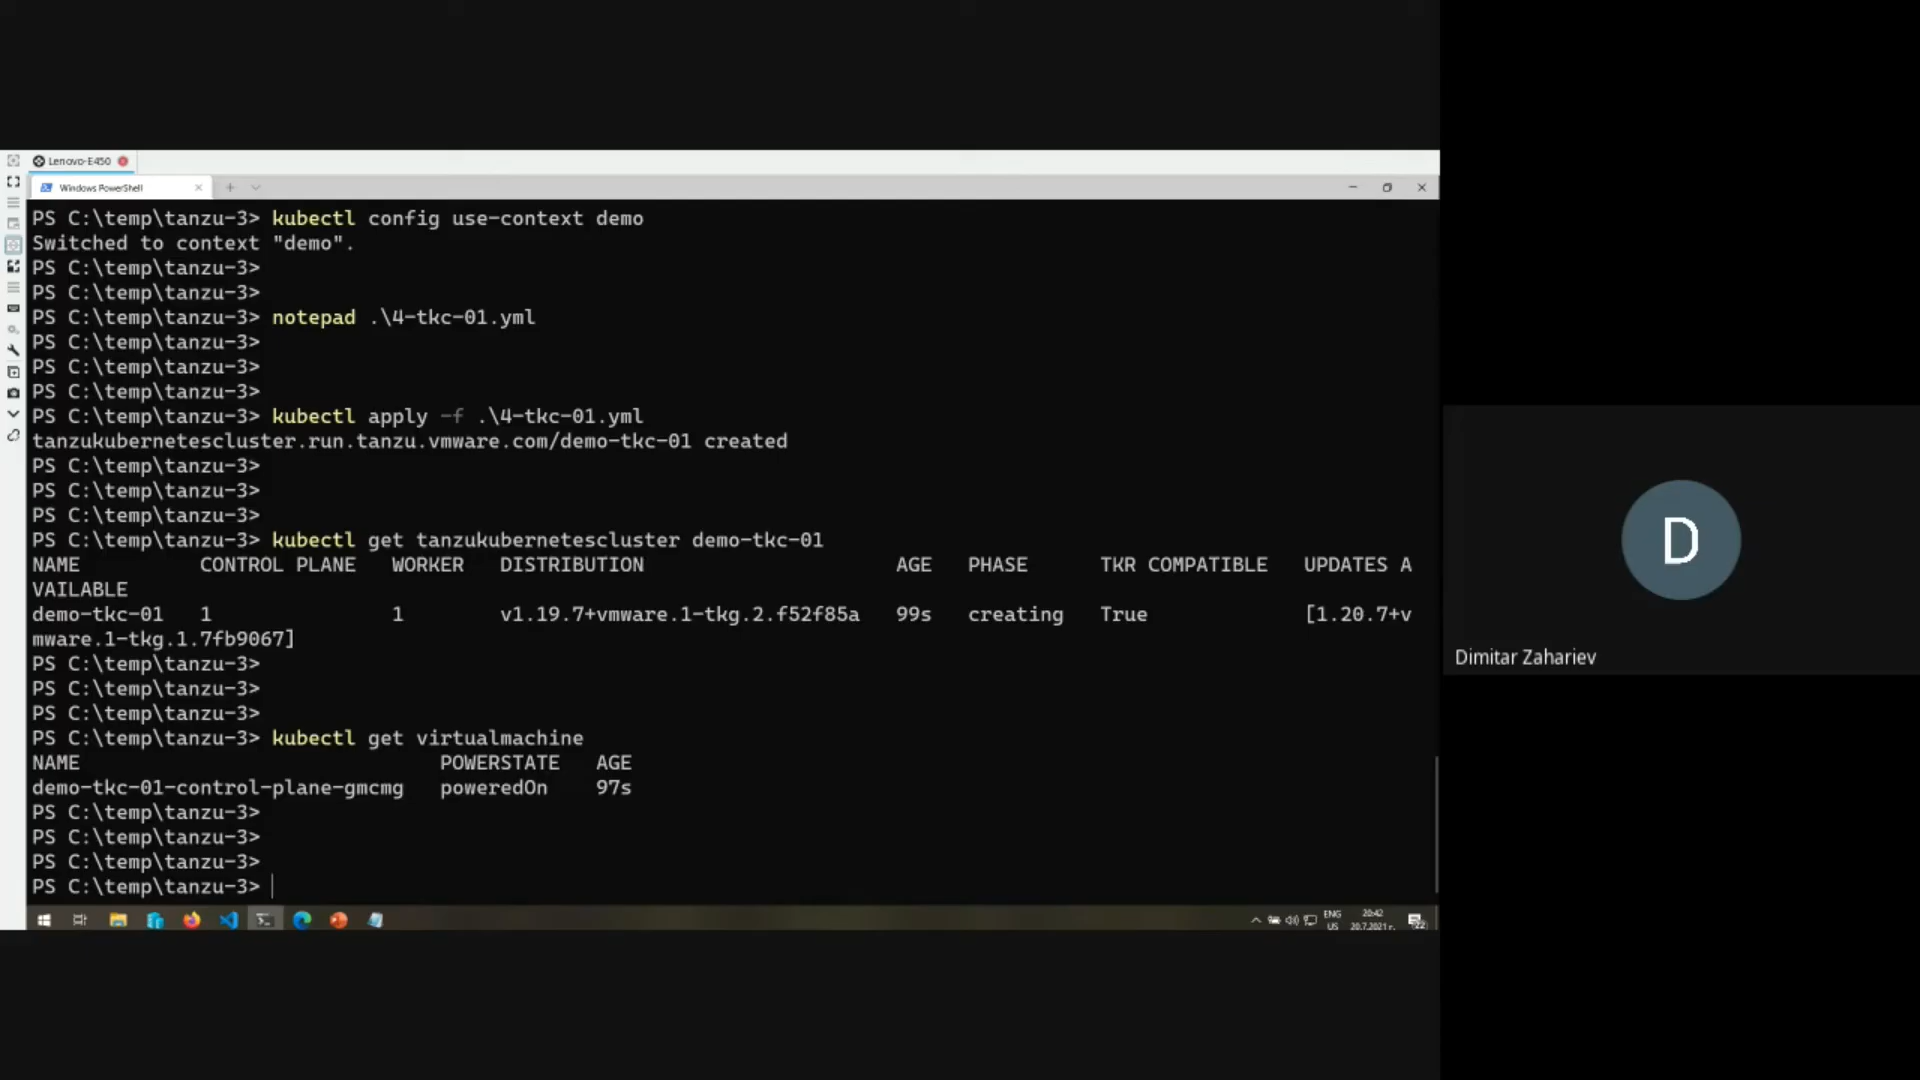 Lenovo-E450
Windows PowerShell
PS C:\temp\tanzu-3> kubectl config use-context demo
Switched to context "demo".
PS C:\temp\tanzu-3>
PS C:\temp\tanzu-3>
PS C:\temp\tanzu-3> notepad .\4-tkc-01.yml
PS C:\temp\tanzu-3>
PS C:\temp\tanzu-3>
PS C:\temp\tanzu-3>
PS C:\temp\tanzu-3> kubectl apply -f .\4-tkc-01.yml
tanzukubernetescluster.run.tanzu.vmware.com/demo-tkc-01 created
PS C:\temp\tanzu-3>
PS C:\temp\tanzu-3>
PS C:\temp\tanzu-3>
PS C:\temp\tanzu-3> kubectl get tanzukubernetescluster demo-tkc-01
NAME CONTROL PLANE WORKER DISTRIBUTION AGE PHASE TKR COMPATIBLE UPDATES A
VAILABLE
demo-tkc-01 1 1 v1.19.7+vmware.1-tkg.2.f52f85a 99s creating True [1.20.7+v
mware.1-tkg.1.7fb9067]
PS C:\temp\tanzu-3>
PS C:\temp\tanzu-3>
PS C:\temp\tanzu-3>
PS C:\temp\tanzu-3> kubectl get virtualmachine
NAME POWERSTATE AGE
demo-tkc-01-control-plane-gmcmg poweredOn 97s
PS C:\temp\tanzu-3>
PS C:\temp\tanzu-3>
PS C:\temp\tanzu-3>
PS C:\temp\tanzu-3>
ENG
US
20:42
20.7.2021 г.
22
D
Dimitar Zahariev